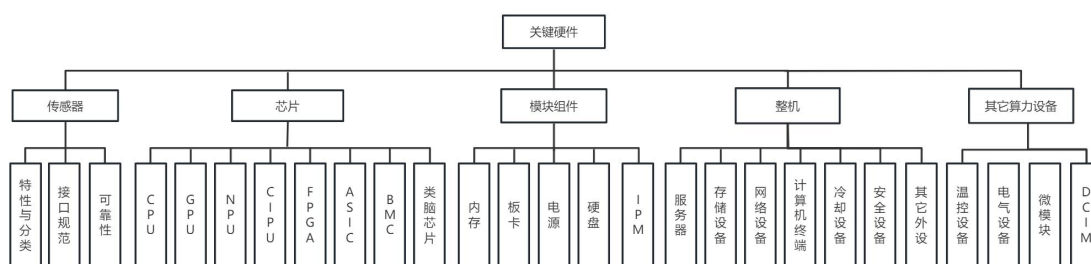 关键硬件
传感器
芯片
模块组件
整机
其它算力设备
特性与分类
接口规范
可靠性
CPU
GPU
NPU
CIPU
FPGA
ASIC
BMC
类脑芯片
内存
板卡
电源
硬盘
IPM
服务器
存储设备
网络设备
计算机终端
冷却设备
安全设备
其它外设
温控设备
电气设备
微模块
DCIM